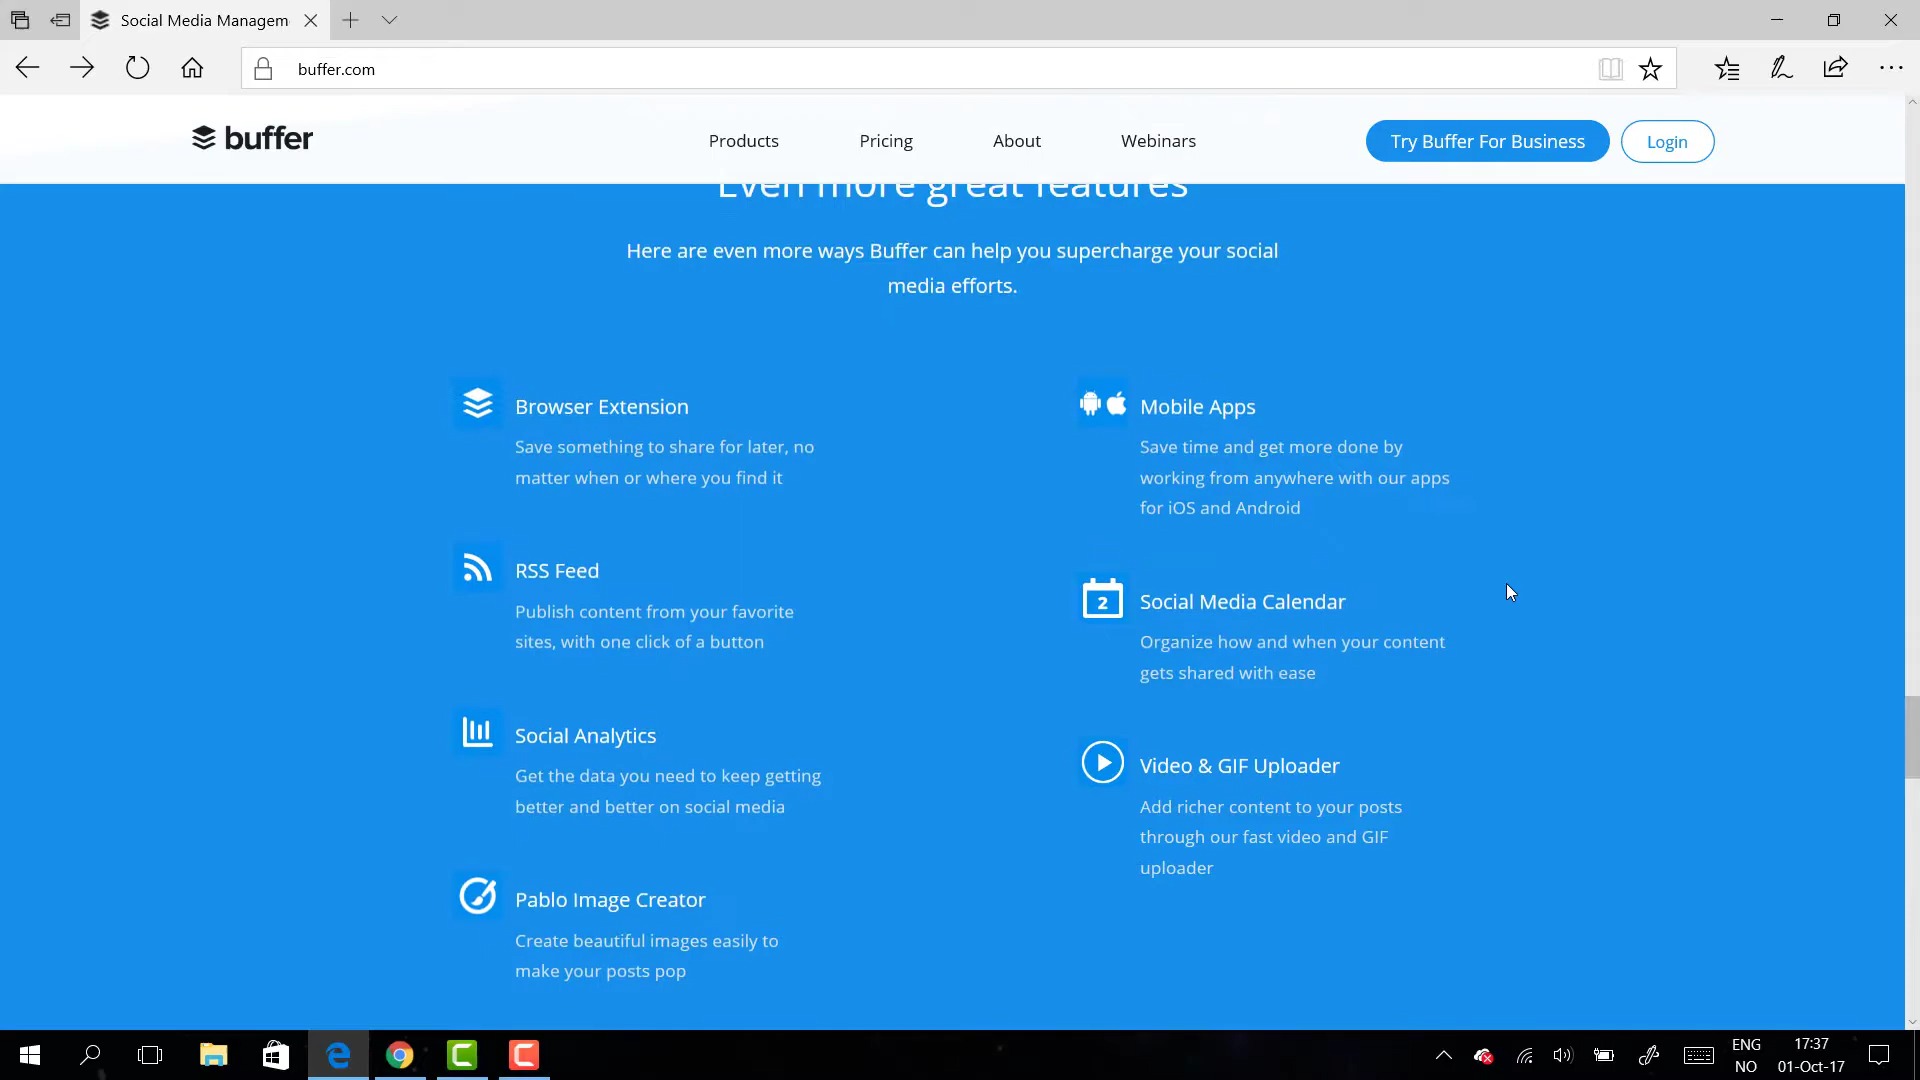 Social Media Managem
buffer.com
buffer
Products
Pricing
About
Webinars
Try Buffer For Business
Login
Even more great features
Here are even more ways Buffer can help you supercharge your social
media efforts.
Browser Extension
Save something to share for later, no
matter when or where you find it
RSS Feed
Publish content from your favorite
sites, with one click of a button
Social Analytics
Get the data you need to keep getting
better and better on social media
Pablo Image Creator
Create beautiful images easily to
make your posts pop
Mobile Apps
Save time and get more done by
working from anywhere with our apps
for iOS and Android
2
Social Media Calendar
Organize how and when your content
gets shared with ease
Video & GIF Uploader
Add richer content to your posts
through our fast video and GIF
uploader
ENG
NO
17:37
01-Oct-17